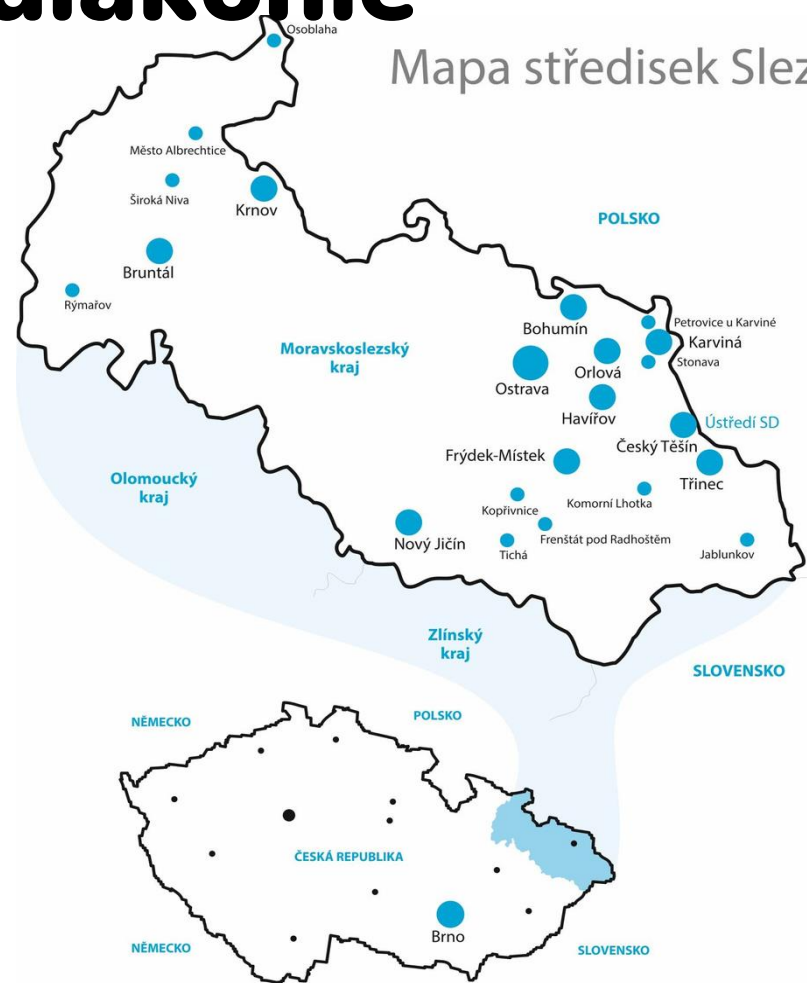 diakonie
Mapa středisek Slez
Osoblaha
Město Albrechtice
Široká Niva
Krnov
Bruntál
Rýmařov
POLSKO
Moravskoslezský
kraj
Bohumín
Petrovice u Karviné
Karviná
Stonava
Orlová
Ostrava
Havířov
Ústředí SD
Český Těšín
Frýdek-Místek
Třinec
Kopřivnice
Komorní Lhotka
Nový Jičín
Frenštát pod Radhoštěm
Tichá
Jablunkov
Olomoucký
kraj
Zlínský
kraj
SLOVENSKO
NĚMECKO
POLSKO
ČESKÁ REPUBLIKA
Brno
NĚMECKO
SLOVENSKO